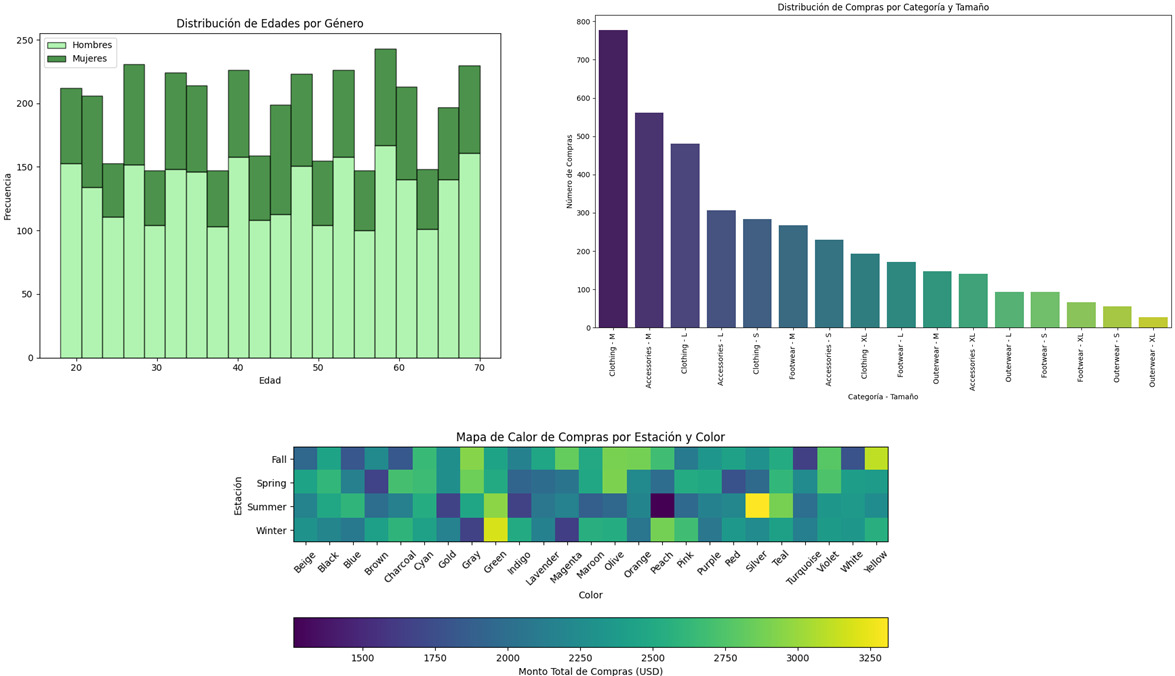 Distribución de Edades por Género
Hombres
Mujeres
250
200
150
100
50
0
Frecuencia
20 30 40 50 60 70
Edad
Distribución de Compras por Categoría y Tamaño
800
700
600
500
400
300
200
100
0
Número de Compras
Clothing - M
Accessories - M
Clothing - L
Accessories - L
Clothing - S
Footwear - M
Accessories - S
Clothing - XL
Footwear - L
Outerwear - M
Accessories - XL
Outerwear - L
Footwear - S
Footwear - XL
Outerwear - S
Outerwear - XL
Categoría - Tamaño
Mapa de Calor de Compras por Estación y Color
Estación
Fall
Spring
Summer
Winter
Beige
Black
Blue
Brown
Charcoal
Cyan
Gold
Gray
Green
Indigo
Lavender
Magenta
Maroon
Olive
Orange
Peach
Pink
Purple
Red
Silver
Teal
Turquoise
Violet
White
Yellow
Color
1500 1750 2000 2250 2500 2750 3000 3250
Monto Total de Compras (USD)